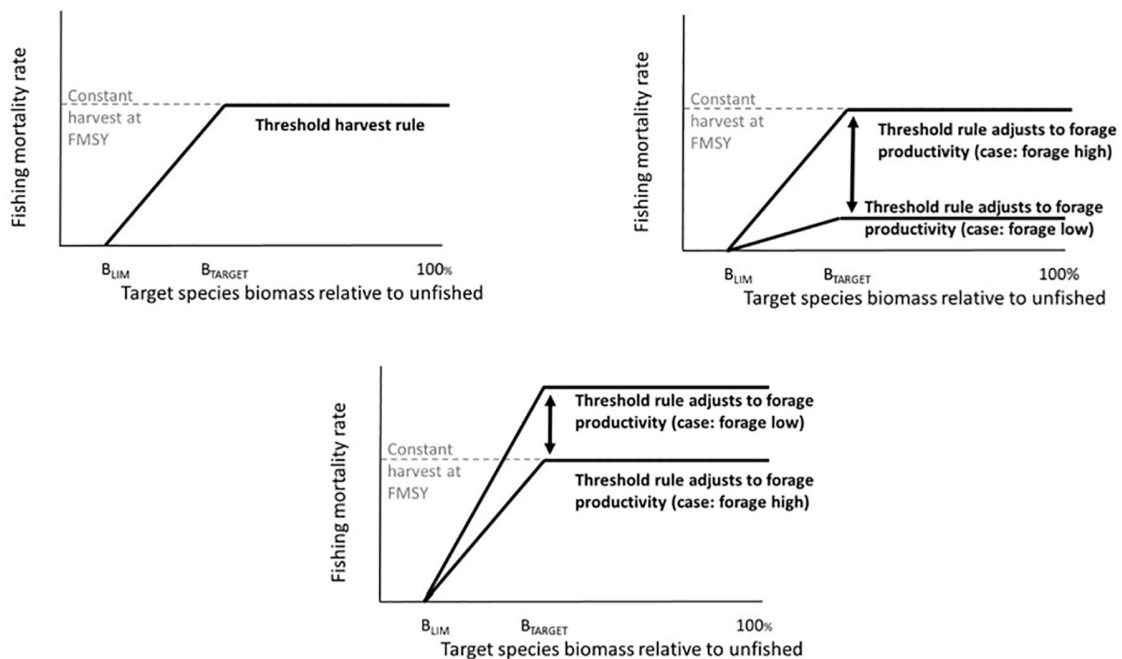 Fishing mortality rate
Constant
harvest at
FMSY
Threshold harvest rule
BLIM
BTARGET
100%
Target species biomass relative to unfished
Fishing mortality rate
Constant
harvest at
FMSY
Threshold rule adjusts to forage
productivity (case: forage high)
Threshold rule adjusts to forage
productivity (case: forage low)
BLIM
BTARGET
100%
Target species biomass relative to unfished
Fishing mortality rate
Constant
harvest at
FMSY
Threshold rule adjusts to forage
productivity (case: forage low)
Threshold rule adjusts to forage
productivity (case: forage high)
BLIM
BTARGET
100%
Target species biomass relative to unfished